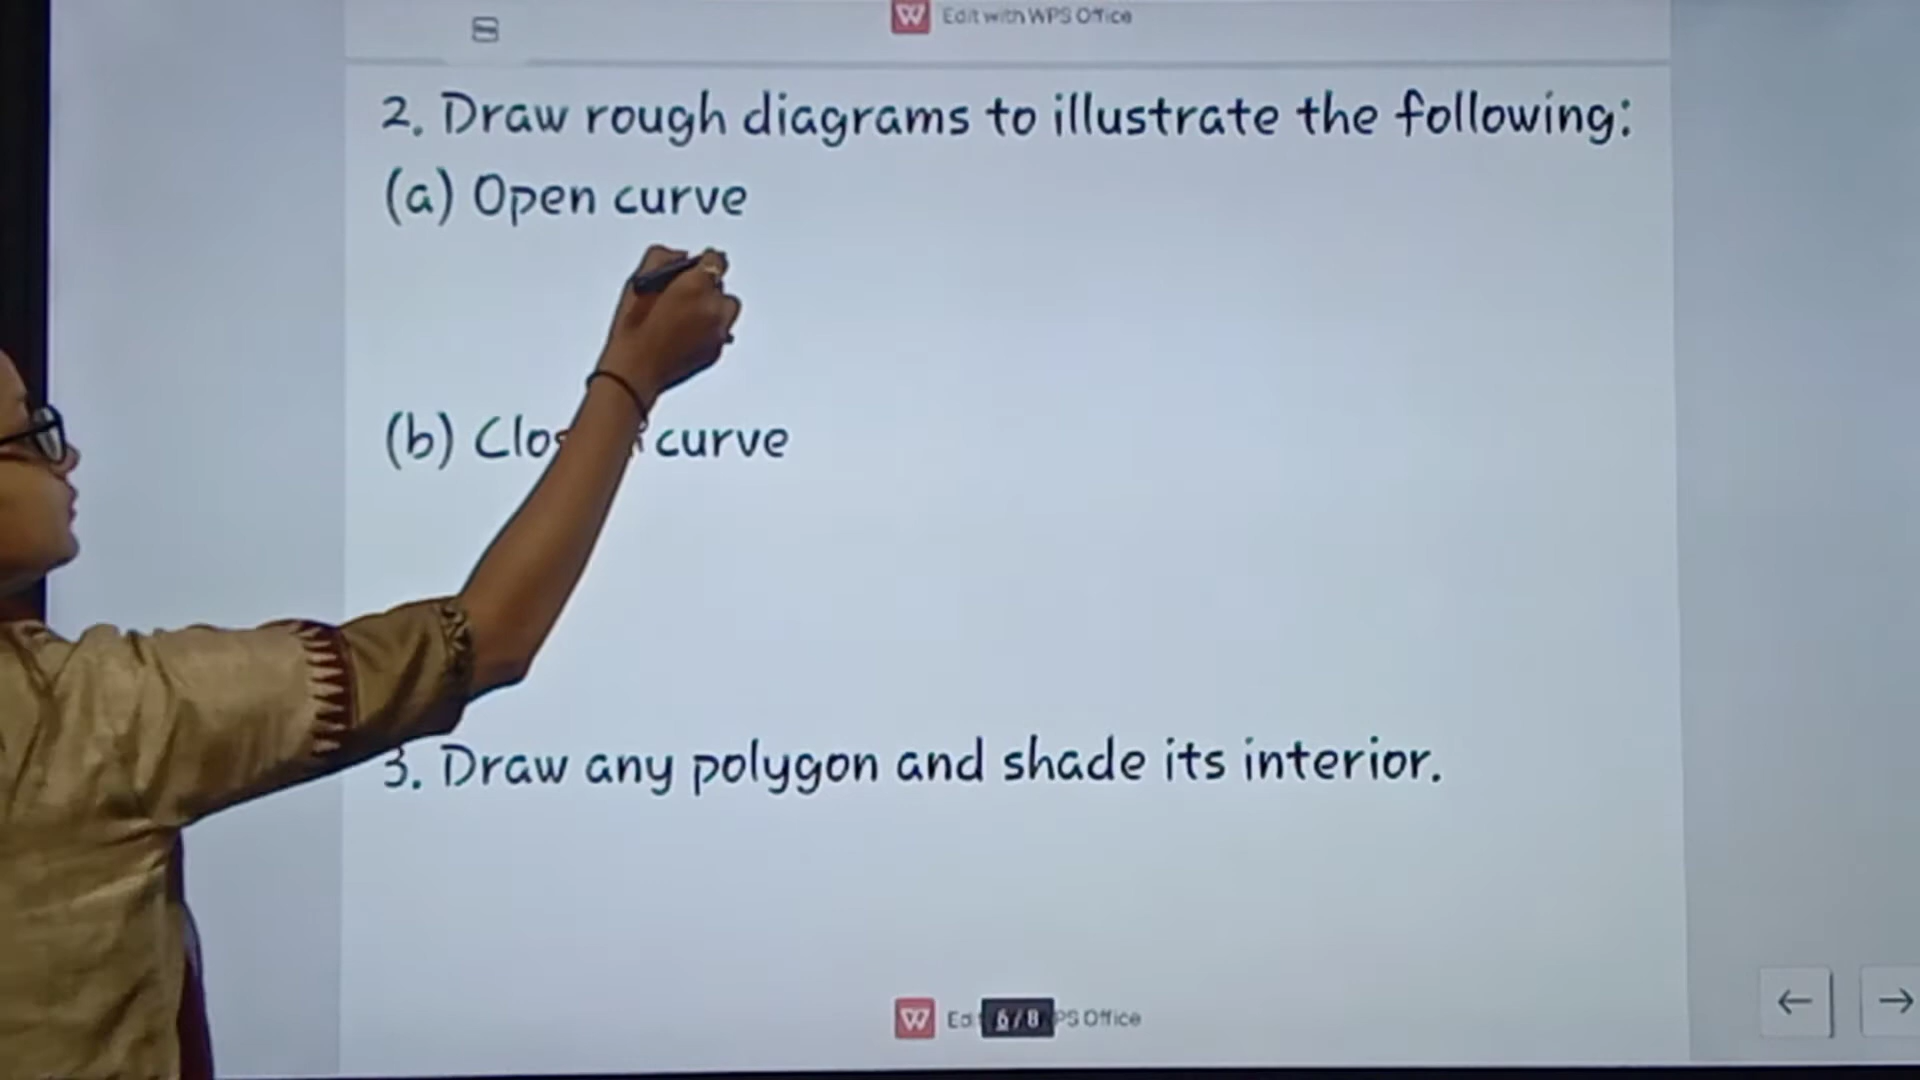 Edit with WPS Office
2. Draw rough diagrams to illustrate the following:
(a) Open curve
(b) curve
3. Draw any polygon and shade its interior.
6/8
PS Office